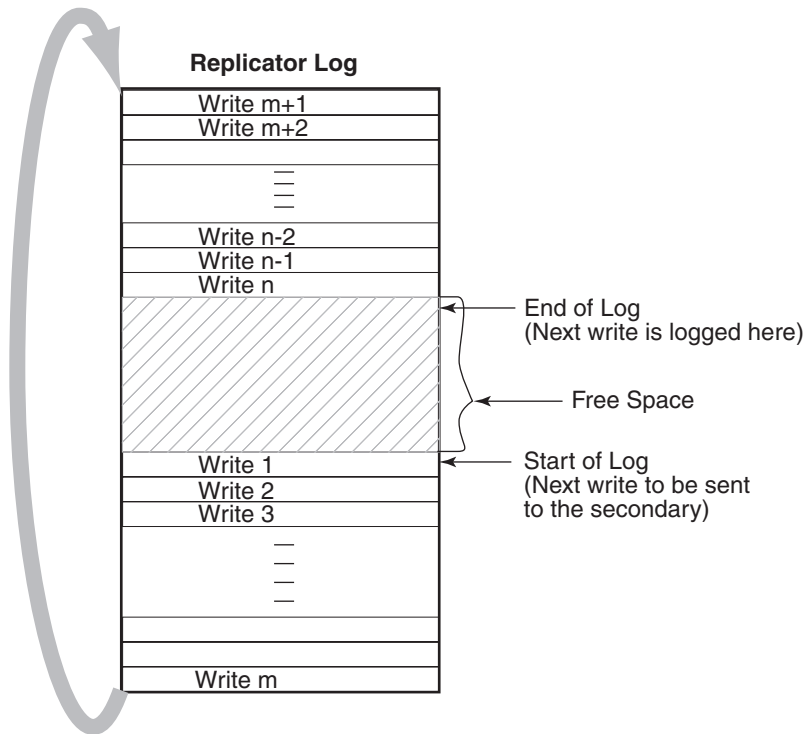 Replicator Log
Write m+1
Write m+2
Write n-2
Write n-1
Write n
End of Log
(Next write is logged here)
Free Space
Write 1
Write 2
Write 3
Start of Log
(Next write to be sent
to the secondary)
Write m